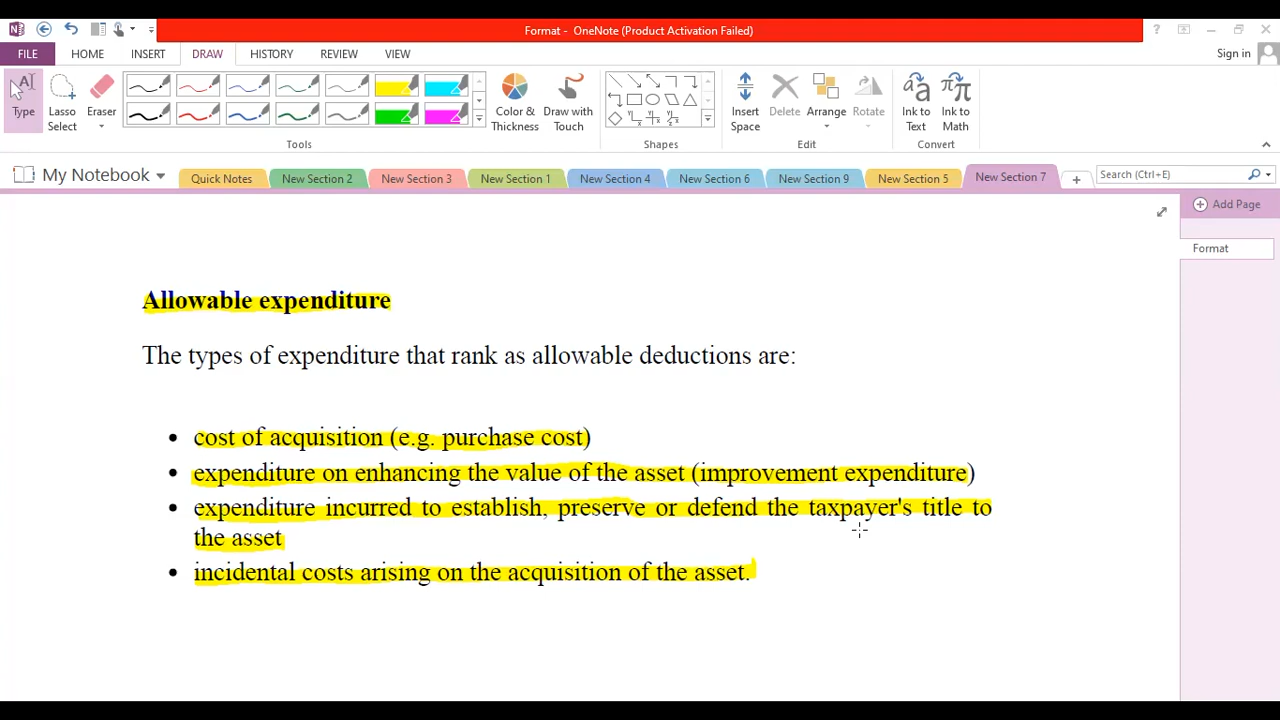 Format - OneNote (Product Activation Failed)
FILE HOME INSERT DRAW HISTORY REVIEW VIEW Sign in
Type
Lasso Select
Eraser
Color & Thickness
Draw with Touch
Insert Space
Delete
Arrange
Rotate
Ink to Text
Ink to Math
Tools Shapes Edit Convert
My Notebook Quick Notes New Section 2 New Section 3 New Section 1 New Section 4 New Section 6 New Section 9 New Section 5 New Section 7 Search (Ctrl+E)
Add Page
Format
Allowable expenditure
The types of expenditure that rank as allowable deductions are:
• cost of acquisition (e.g. purchase cost)
• expenditure on enhancing the value of the asset (improvement expenditure)
• expenditure incurred to establish, preserve or defend the taxpayer's title to
the asset
• incidental costs arising on the acquisition of the asset.